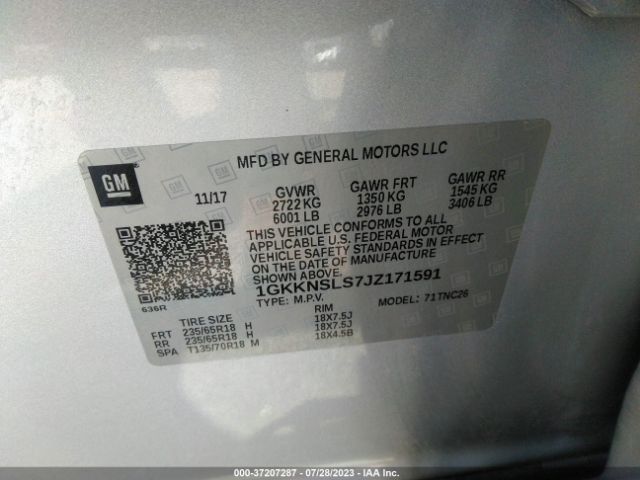 MFD BY GENERAL MOTORS LLC
GM
11/17
GVWR GAWR FRT GAWR RR
2722 KG 1350 KG 1545 KG
6001 LB 2976 LB 3406 LB
THIS VEHICLE CONFORMS TO ALL
APPLICABLE U.S. FEDERAL MOTOR
VEHICLE SAFETY STANDARDS IN EFFECT
ON THE DATE OF MANUFACTURE
SHOWN ABOVE.
1GKKNSLS7JZ171591
TYPE: M.P.V. MODEL: 71TNC26
636R
TIRE SIZE RIM
FRT 235/65R18 H 18X7.5J
RR 235/65R18 H 18X7.5J
SPA T135/70R18 M 18X4.5B
000-37207287 / 07/28/2023 / IAA Inc.